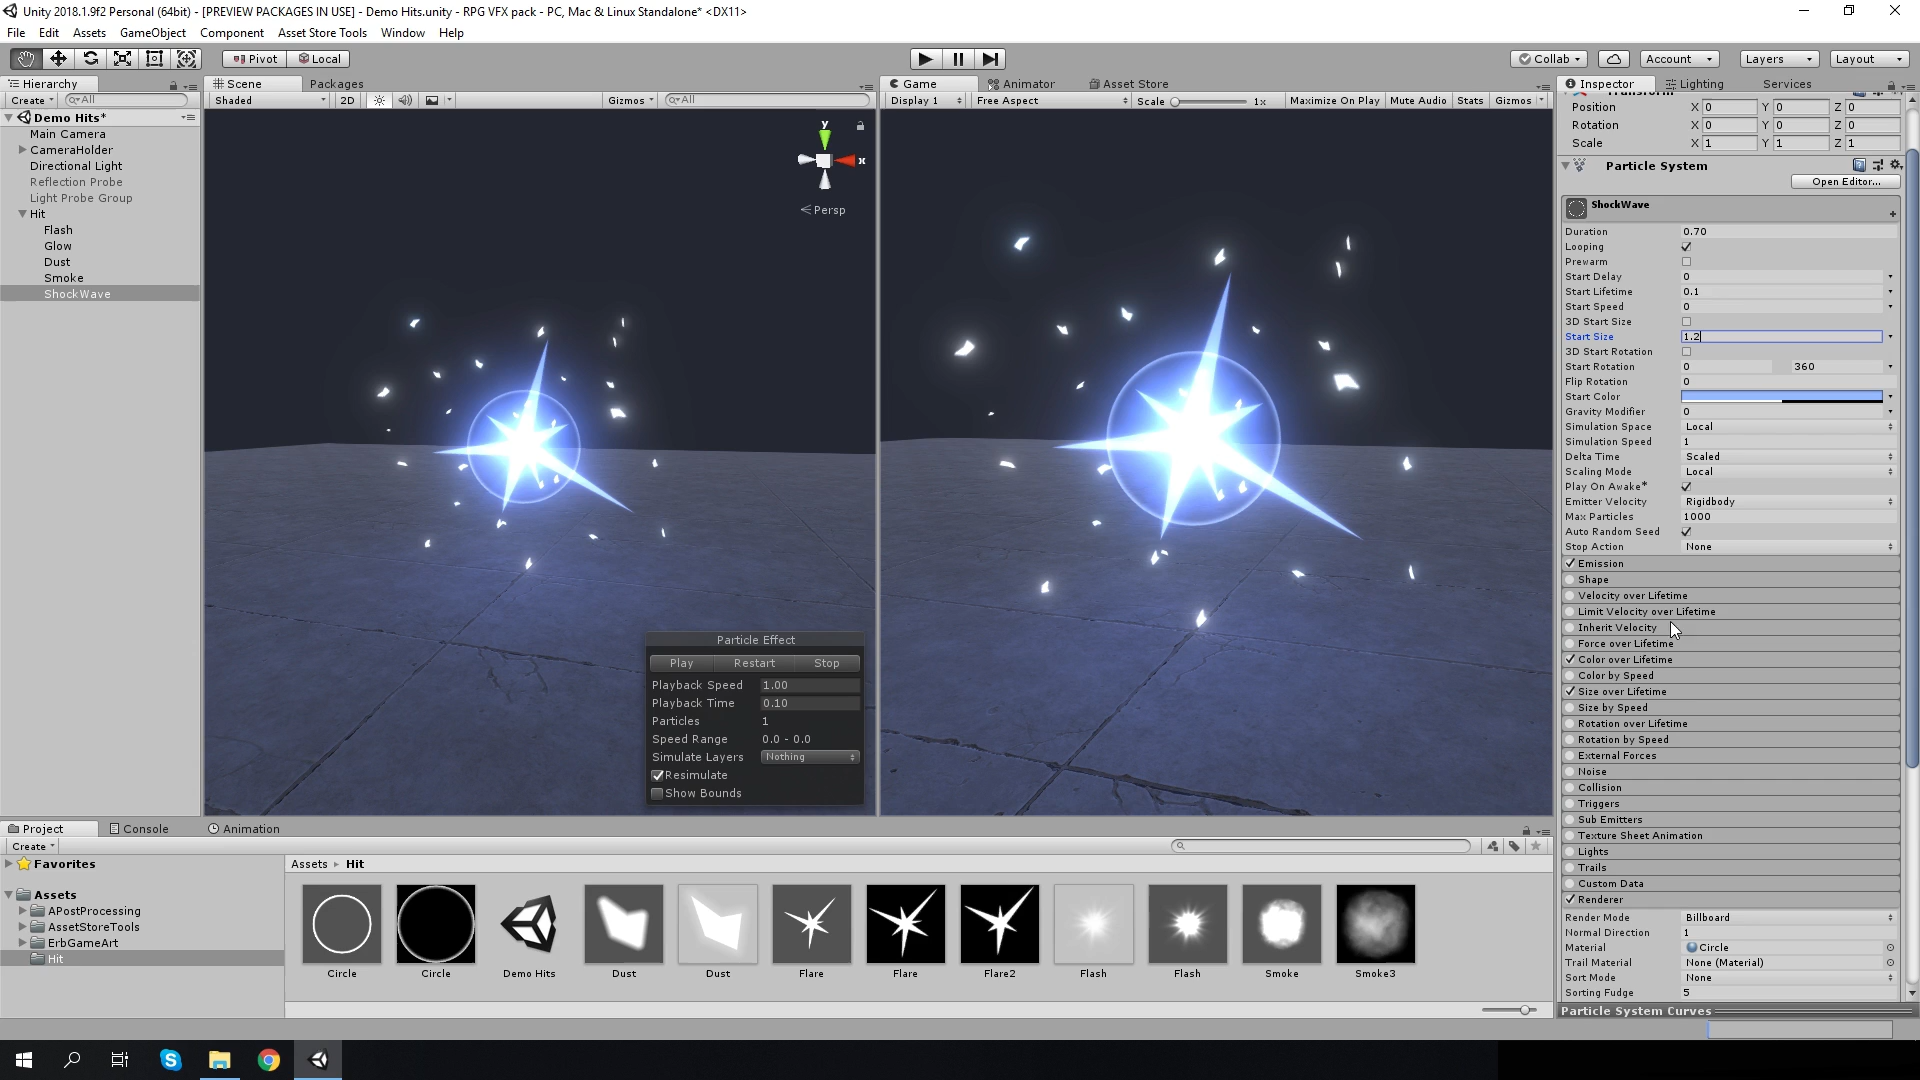 Unity 2018.1.9f2 Personal (64bit) - [PREVIEW PACKAGES IN USE] - Demo Hits.unity - RPG VFX pack - PC, Mac & Linux Standalone* <DX11>
File Edit Assets GameObject Component Asset Store Tools Window Help
Pivot Local Collab Account Layers Layout
Hierarchy
Create All
Demo Hits*
Main Camera
CameraHolder
Directional Light
Reflection Probe
Light Probe Group
Hit
Flash
Glow
Dust
Smoke
ShockWave
Scene Packages
Shaded 2D Gizmos All
y
x
Persp
Particle Effect
Play Restart Stop
Playback Speed 1.00
Playback Time 0.10
Particles 1
Speed Range 0.0 - 0.0
Simulate Layers Nothing
Resimulate
Show Bounds
Game Animator Asset Store
Display 1 Free Aspect Scale 1x Maximize On Play Mute Audio Stats Gizmos
Inspector Lighting Services
Transform
Position X 0 Y 0 Z 0
Rotation X 0 Y 0 Z 0
Scale X 1 Y 1 Z 1
Particle System
Open Editor...
ShockWave
Duration 0.70
Looping
Prewarm
Start Delay 0
Start Lifetime 0.1
Start Speed 0
3D Start Size
Start Size 1.2
3D Start Rotation
Start Rotation 0 360
Flip Rotation 0
Start Color
Gravity Modifier 0
Simulation Space Local
Simulation Speed 1
Delta Time Scaled
Scaling Mode Local
Play On Awake*
Emitter Velocity Rigidbody
Max Particles 1000
Auto Random Seed
Stop Action None
Emission
Shape
Velocity over Lifetime
Limit Velocity over Lifetime
Inherit Velocity
Force over Lifetime
Color over Lifetime
Color by Speed
Size over Lifetime
Size by Speed
Rotation over Lifetime
Rotation by Speed
External Forces
Noise
Collision
Triggers
Sub Emitters
Texture Sheet Animation
Lights
Trails
Custom Data
Renderer
Render Mode Billboard
Normal Direction 1
Material Circle
Trail Material None (Material)
Sort Mode None
Sorting Fudge 5
Particle System Curves
Project Console Animation
Create
Favorites
Assets
APostProcessing
AssetStoreTools
ErbGameArt
Hit
Assets Hit
Circle Circle Demo Hits Dust Dust Flare Flare Flare2 Flash Flash Smoke Smoke3